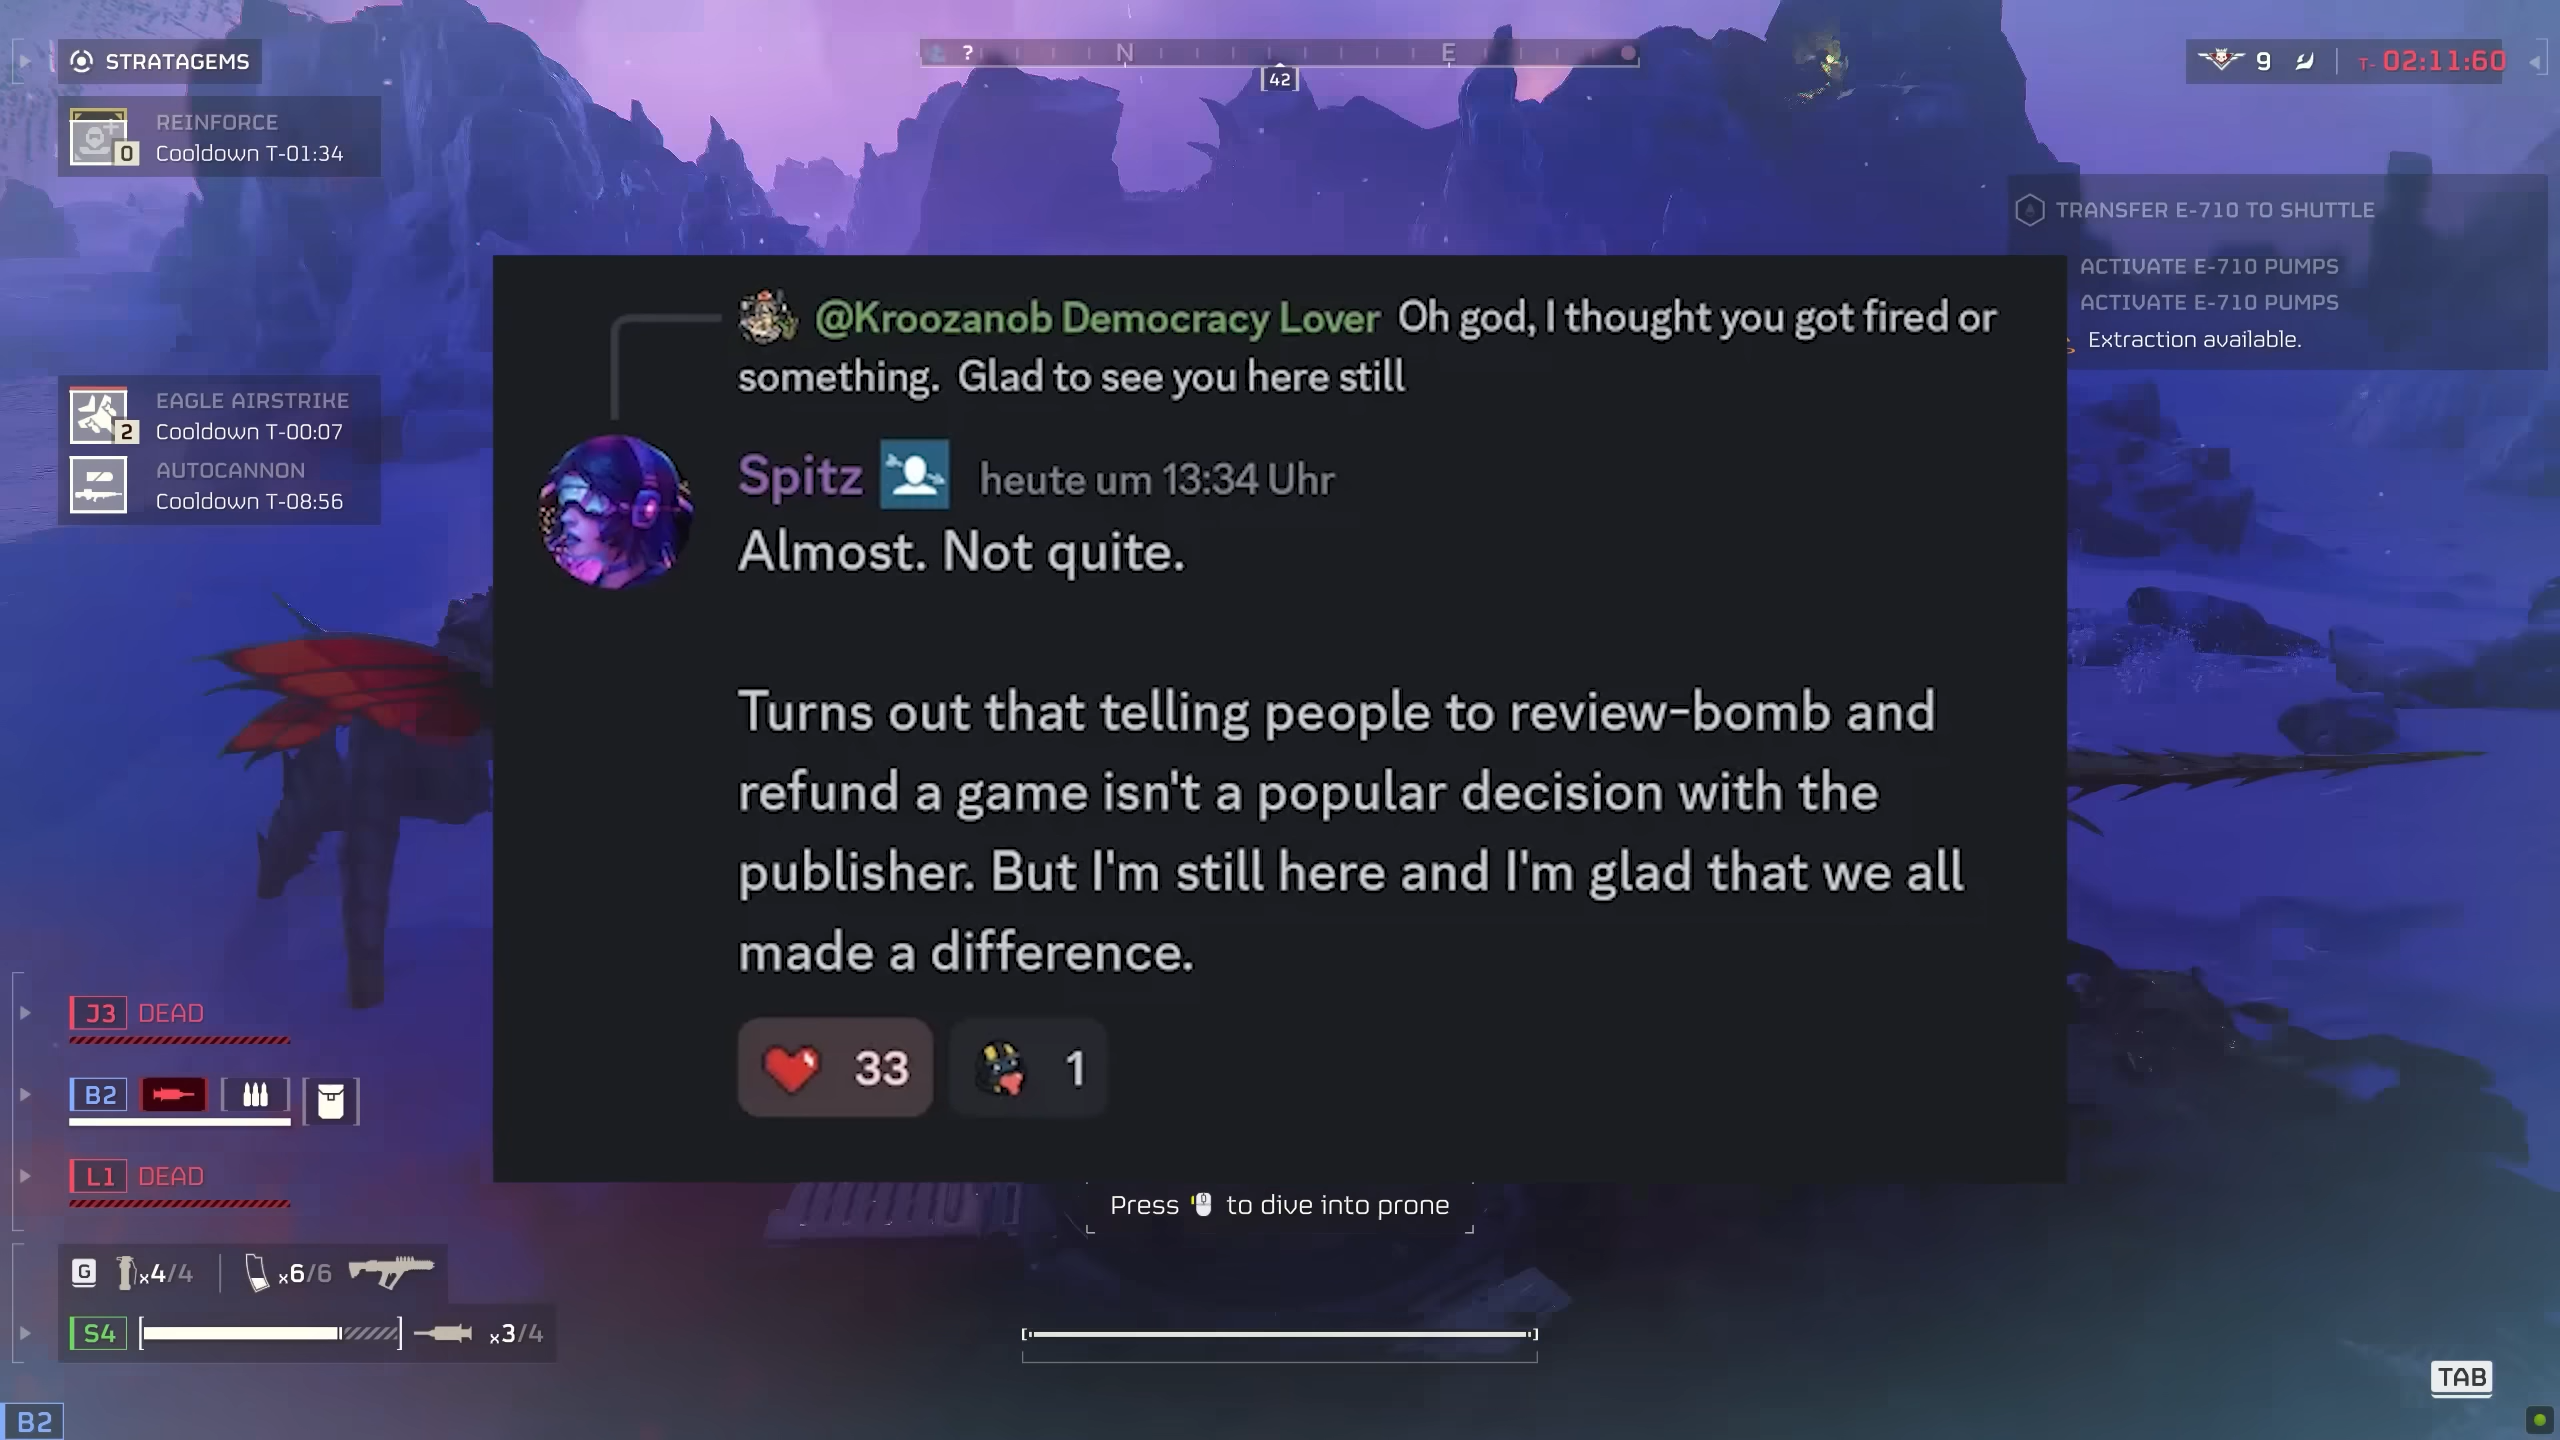 STRATAGEMS
REINFORCE
0
Cooldown T-01:34
EAGLE AIRSTRIKE
2
Cooldown T-00:07
AUTOCANNON
Cooldown T-08:56
?
N
E
42
9
T- 02:11:60
TRANSFER E-710 TO SHUTTLE
ACTIVATE E-710 PUMPS
ACTIVATE E-710 PUMPS
Extraction available.
@Kroozanob Democracy Lover Oh god, I thought you got fired or
something. Glad to see you here still
Spitz heute um 13:34 Uhr
Almost. Not quite.
Turns out that telling people to review-bomb and
refund a game isn't a popular decision with the
publisher. But I'm still here and I'm glad that we all
made a difference.
33 1
J3 DEAD
B2
L1 DEAD
G x4/4 x6/6
S4 x3/4
Press to dive into prone
TAB
B2